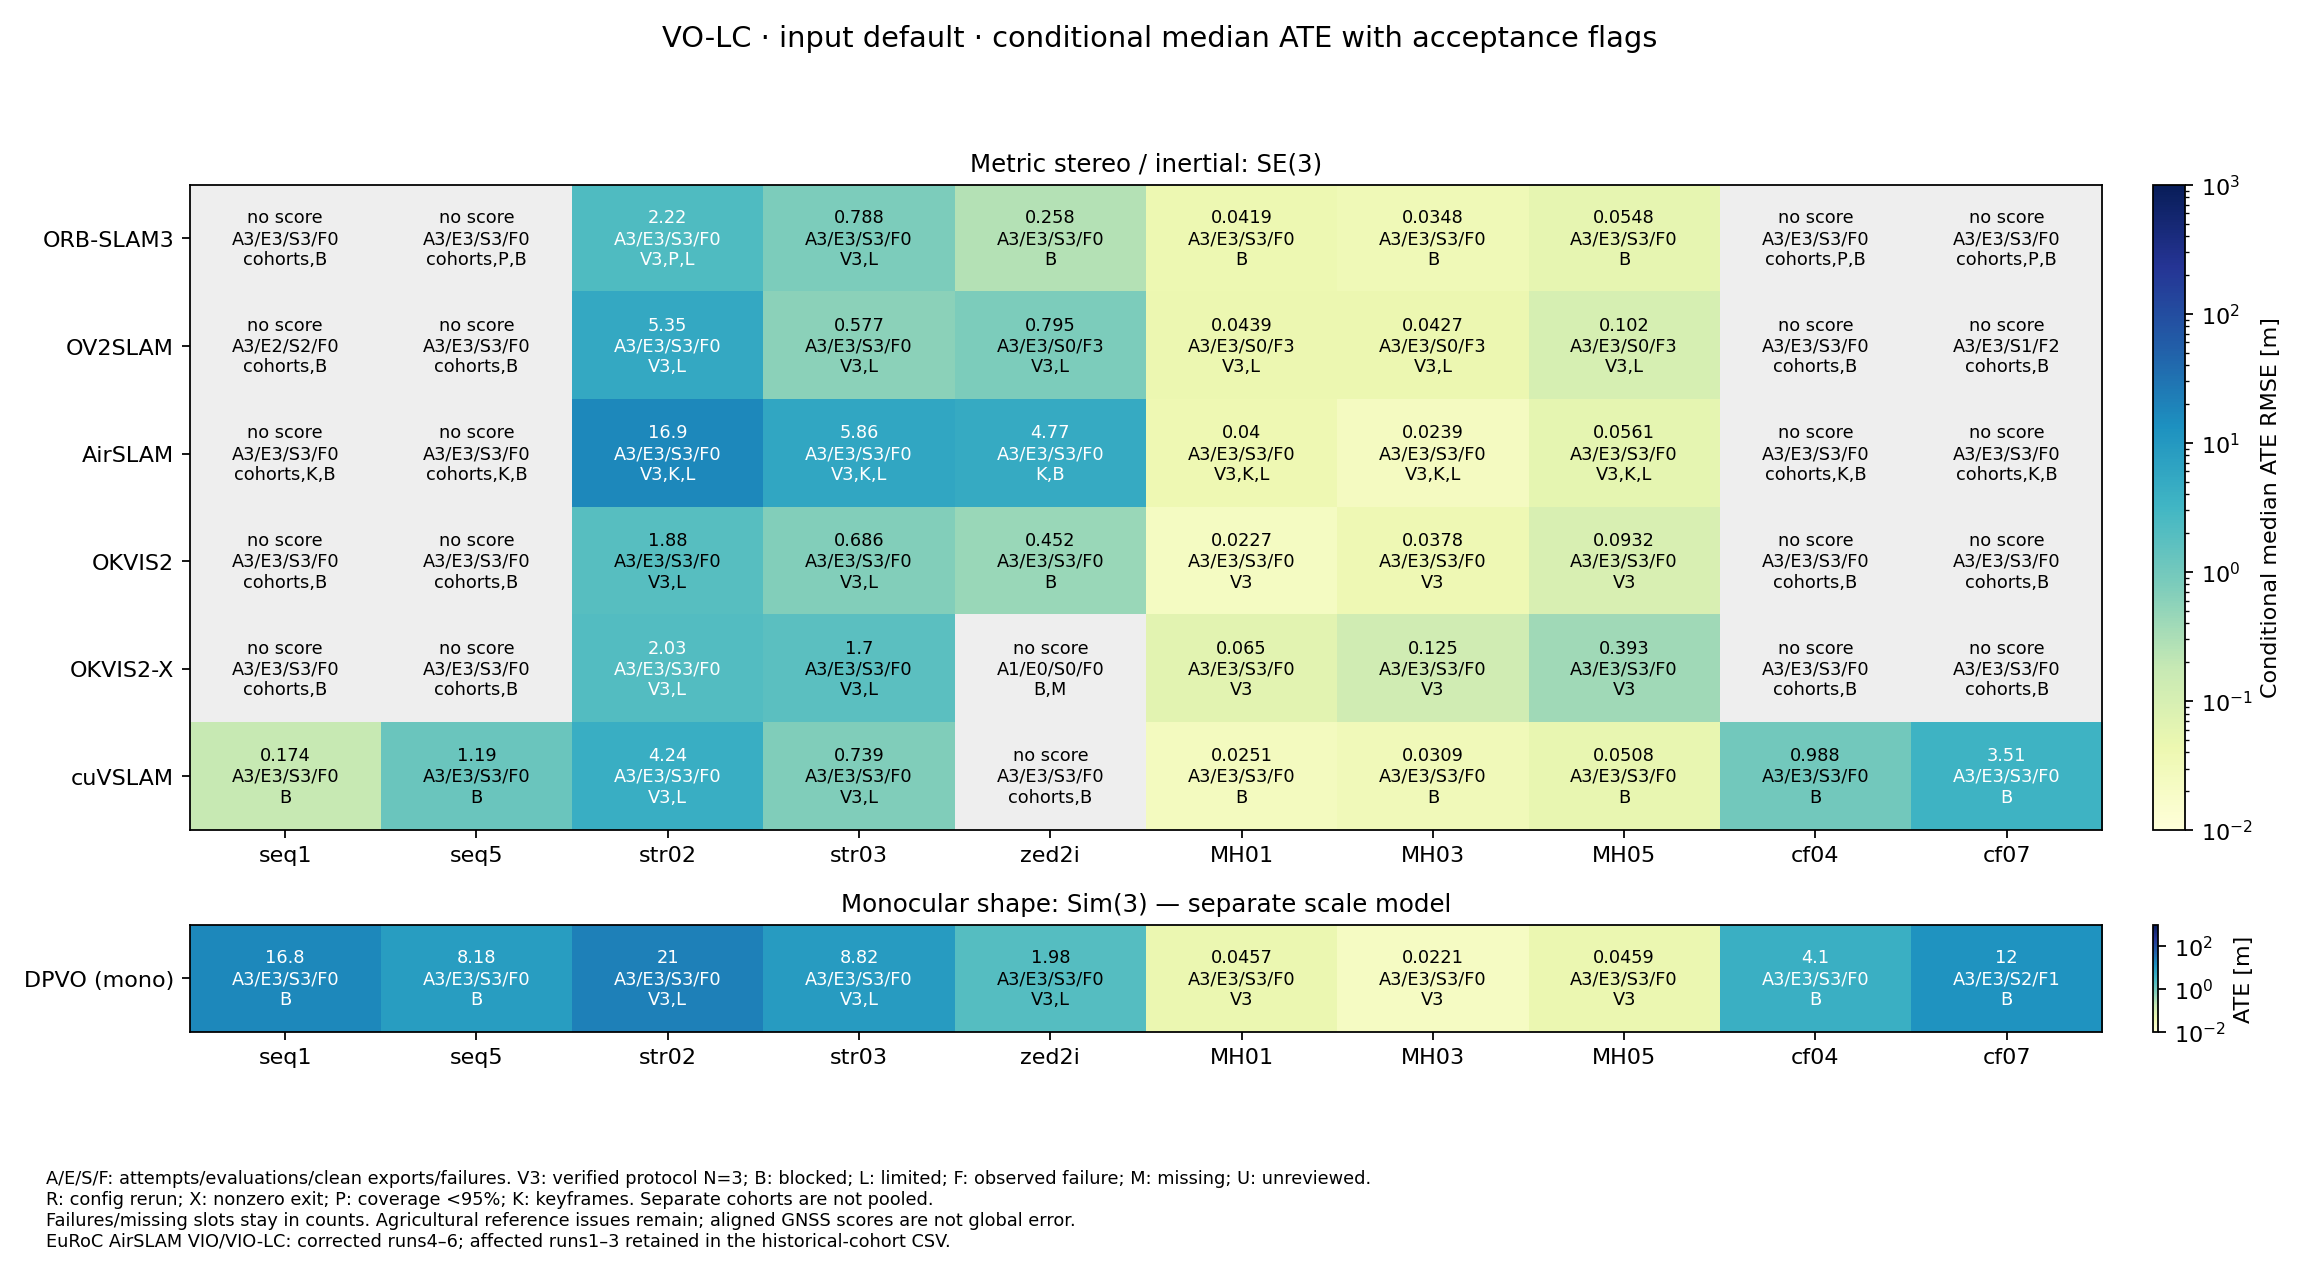 VO-LC · input default · conditional median ATE with acceptance flags
Metric stereo / inertial: SE(3)
ORB-SLAM3
no score
A3/E3/S3/F0
cohorts,B
no score
A3/E3/S3/F0
cohorts,P,B
2.22
A3/E3/S3/F0
V3,P,L
0.788
A3/E3/S3/F0
V3,L
0.258
A3/E3/S3/F0
B
0.0419
A3/E3/S3/F0
B
0.0348
A3/E3/S3/F0
B
0.0548
A3/E3/S3/F0
B
no score
A3/E3/S3/F0
cohorts,P,B
no score
A3/E3/S3/F0
cohorts,P,B
OV2SLAM
no score
A3/E2/S2/F0
cohorts,B
no score
A3/E3/S3/F0
cohorts,B
5.35
A3/E3/S3/F0
V3,L
0.577
A3/E3/S3/F0
V3,L
0.795
A3/E3/S0/F3
V3,L
0.0439
A3/E3/S0/F3
V3,L
0.0427
A3/E3/S0/F3
V3,L
0.102
A3/E3/S0/F3
V3,L
no score
A3/E3/S3/F0
cohorts,B
no score
A3/E3/S1/F2
cohorts,B
AirSLAM
no score
A3/E3/S3/F0
cohorts,K,B
no score
A3/E3/S3/F0
cohorts,K,B
16.9
A3/E3/S3/F0
V3,K,L
5.86
A3/E3/S3/F0
V3,K,L
4.77
A3/E3/S3/F0
K,B
0.04
A3/E3/S3/F0
V3,K,L
0.0239
A3/E3/S3/F0
V3,K,L
0.0561
A3/E3/S3/F0
V3,K,L
no score
A3/E3/S3/F0
cohorts,K,B
no score
A3/E3/S3/F0
cohorts,K,B
OKVIS2
no score
A3/E3/S3/F0
cohorts,B
no score
A3/E3/S3/F0
cohorts,B
1.88
A3/E3/S3/F0
V3,L
0.686
A3/E3/S3/F0
V3,L
0.452
A3/E3/S3/F0
B
0.0227
A3/E3/S3/F0
V3
0.0378
A3/E3/S3/F0
V3
0.0932
A3/E3/S3/F0
V3
no score
A3/E3/S3/F0
cohorts,B
no score
A3/E3/S3/F0
cohorts,B
OKVIS2-X
no score
A3/E3/S3/F0
cohorts,B
no score
A3/E3/S3/F0
cohorts,B
2.03
A3/E3/S3/F0
V3,L
1.7
A3/E3/S3/F0
V3,L
no score
A1/E0/S0/F0
B,M
0.065
A3/E3/S3/F0
V3
0.125
A3/E3/S3/F0
V3
0.393
A3/E3/S3/F0
V3
no score
A3/E3/S3/F0
cohorts,B
no score
A3/E3/S3/F0
cohorts,B
cuVSLAM
0.174
A3/E3/S3/F0
B
1.19
A3/E3/S3/F0
B
4.24
A3/E3/S3/F0
V3,L
0.739
A3/E3/S3/F0
V3,L
no score
A3/E3/S3/F0
cohorts,B
0.0251
A3/E3/S3/F0
B
0.0309
A3/E3/S3/F0
B
0.0508
A3/E3/S3/F0
B
0.988
A3/E3/S3/F0
B
3.51
A3/E3/S3/F0
B
seq1 seq5 str02 str03 zed2i MH01 MH03 MH05 cf04 cf07
10³
10²
10¹
10⁰
10⁻¹
10⁻²
Conditional median ATE RMSE [m]
Monocular shape: Sim(3) — separate scale model
DPVO (mono)
16.8
A3/E3/S3/F0
B
8.18
A3/E3/S3/F0
B
21
A3/E3/S3/F0
V3,L
8.82
A3/E3/S3/F0
V3,L
1.98
A3/E3/S3/F0
V3,L
0.0457
A3/E3/S3/F0
V3
0.0221
A3/E3/S3/F0
V3
0.0459
A3/E3/S3/F0
V3
4.1
A3/E3/S3/F0
B
12
A3/E3/S2/F1
B
seq1 seq5 str02 str03 zed2i MH01 MH03 MH05 cf04 cf07
10²
10⁰
10⁻²
ATE [m]
A/E/S/F: attempts/evaluations/clean exports/failures. V3: verified protocol N=3; B: blocked; L: limited; F: observed failure; M: missing; U: unreviewed.
R: config rerun; X: nonzero exit; P: coverage <95%; K: keyframes. Separate cohorts are not pooled.
Failures/missing slots stay in counts. Agricultural reference issues remain; aligned GNSS scores are not global error.
EuRoC AirSLAM VIO/VIO-LC: corrected runs4–6; affected runs1–3 retained in the historical-cohort CSV.